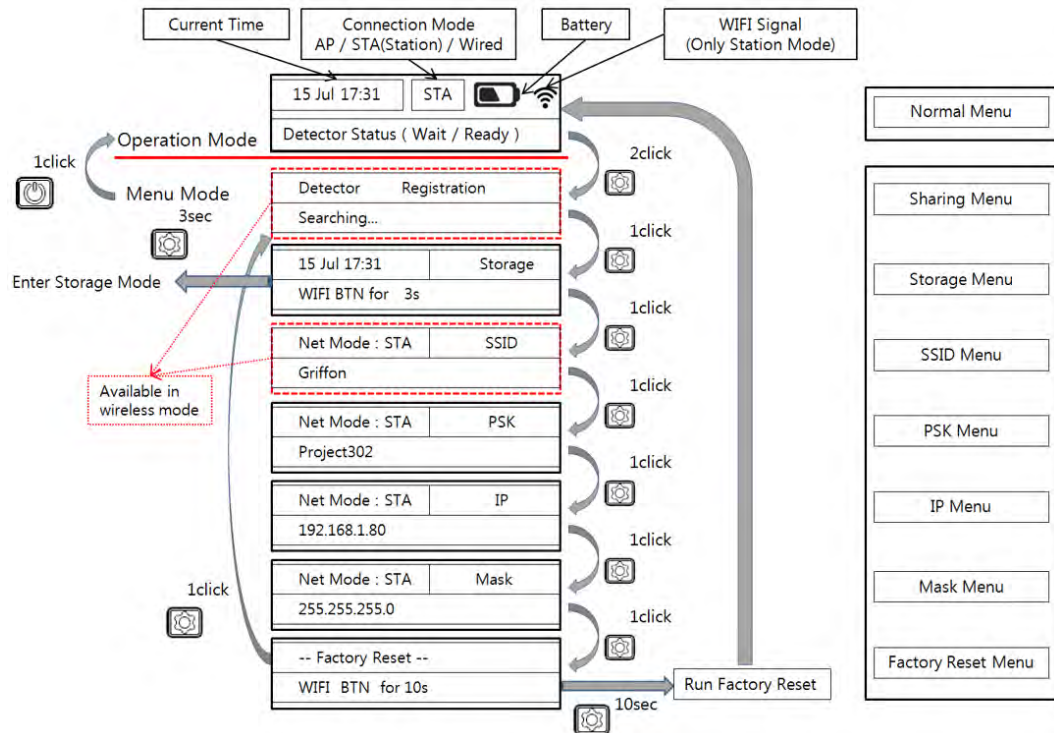 Current Time
Connection Mode
AP / STA(Station) / Wired
Battery
WIFI Signal
(Only Station Mode)
15 Jul 17:31
STA
Detector Status ( Wait / Ready )
Normal Menu
Operation Mode
1click
2click
Menu Mode
3sec
Detector Registration
Searching...
Sharing Menu
1click
Enter Storage Mode
15 Jul 17:31
Storage
WIFI BTN for 3s
Storage Menu
1click
Net Mode : STA
SSID
Griffon
SSID Menu
Available in
wireless mode
1click
Net Mode : STA
PSK
Project302
PSK Menu
1click
Net Mode : STA
IP
192.168.1.80
IP Menu
1click
Net Mode : STA
Mask
255.255.255.0
Mask Menu
1click
1click
-- Factory Reset --
WIFI BTN for 10s
10sec
Run Factory Reset
Factory Reset Menu